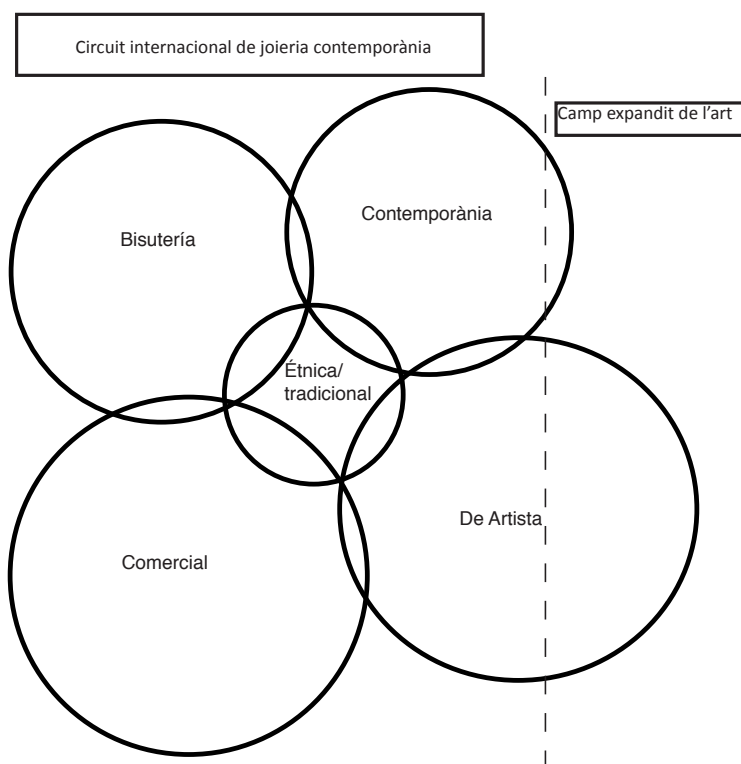 Circuit internacional de joieria contemporània
Camp expandit de l’art
Contemporània
Bisutería
Étnica/
tradicional
De Artista
Comercial